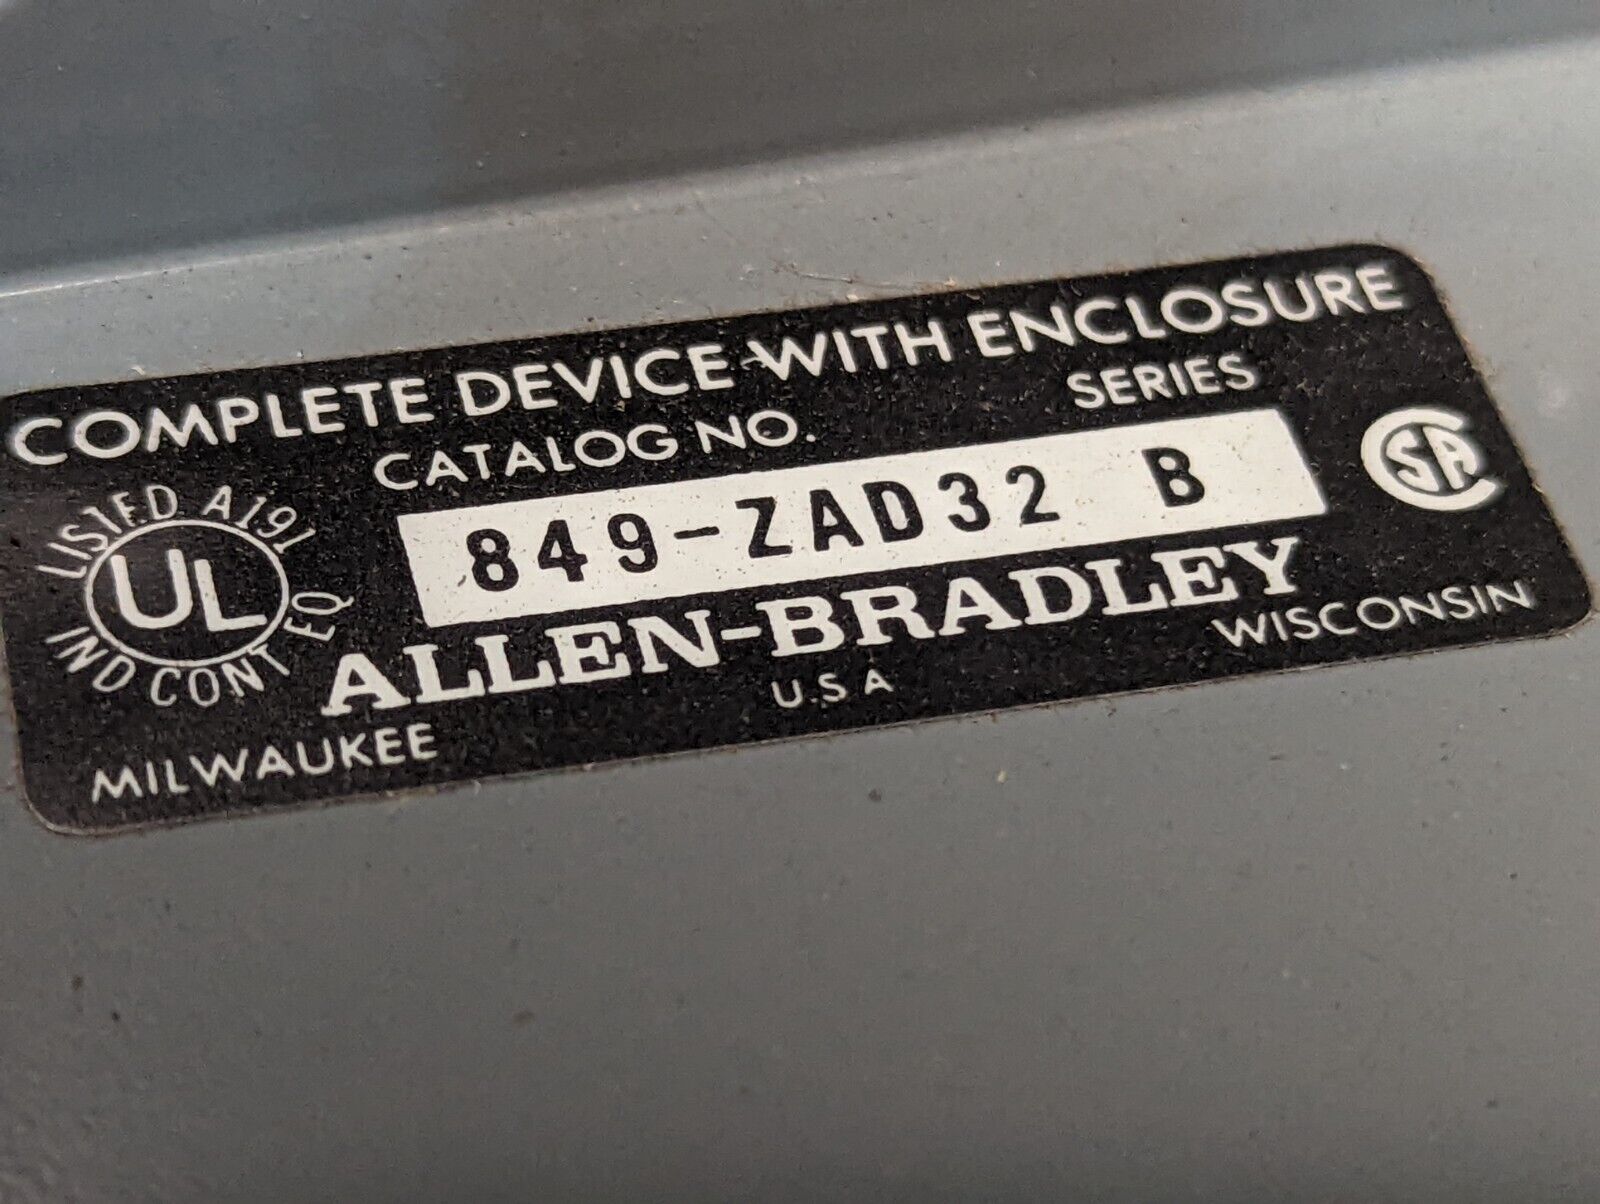 COMPLETE DEVICE WITH ENCLOSURE
CATALOG NO. SERIES
849-ZAD32 B
LISTED A191
UL
IND CONT EQ
CSA
ALLEN-BRADLEY
MILWAUKEE U.S.A WISCONSIN